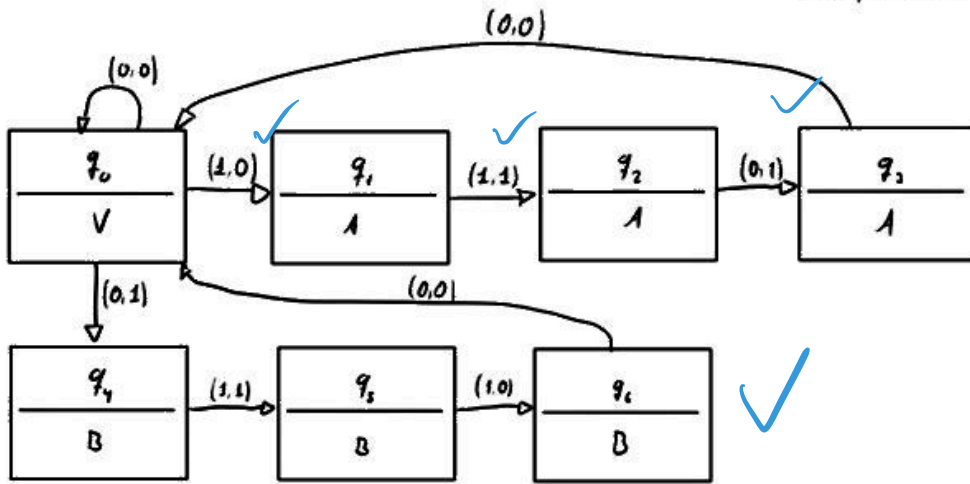 (0,0)
(0,0)
q₀
V
(1,0)
q₁
A
(1,1)
q₂
A
(0,1)
q₃
A
(0,0)
(0,1)
q₄
B
(1,1)
q₅
B
(1,0)
q₆
B